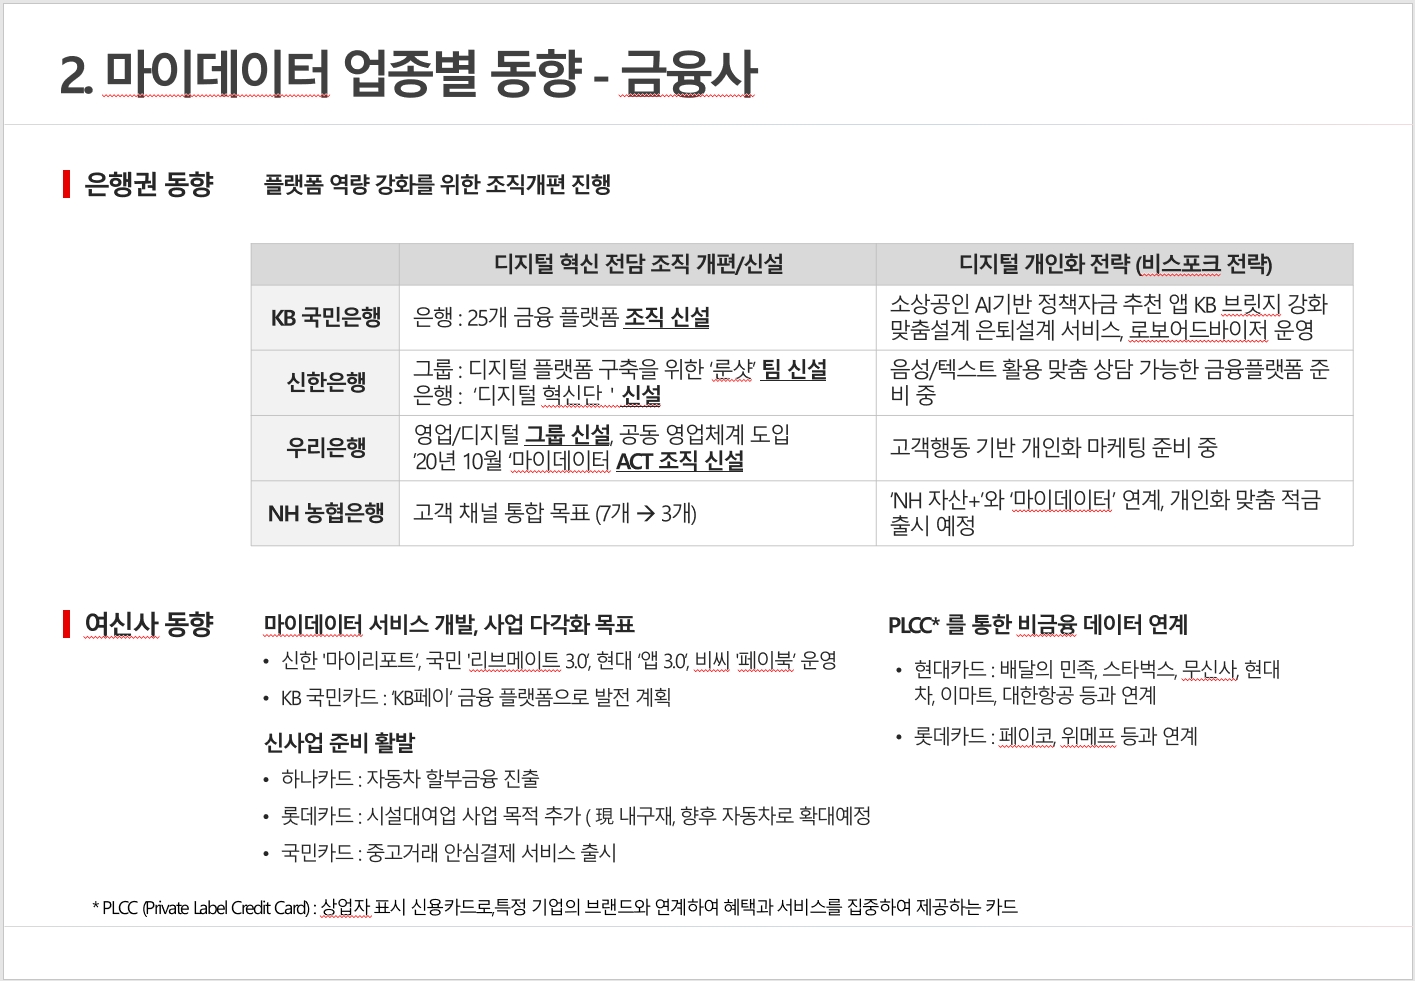 2. 마이데이터 업종별 동향 - 금융사
은행권 동향
플랫폼 역량 강화를 위한 조직개편 진행
디지털 혁신 전담 조직 개편/신설
디지털 개인화 전략 (비스포크 전략)
KB 국민은행
은행 : 25개 금융 플랫폼 조직 신설
소상공인 AI기반 정책자금 추천 앱 KB 브릿지 강화
맞춤설계 은퇴설계 서비스, 로보어드바이저 운영
신한은행
그룹 : 디지털 플랫폼 구축을 위한 ‘룬샷’ 팀 신설
은행 : ‘디지털 혁신단 ' 신설
음성/텍스트 활용 맞춤 상담 가능한 금융플랫폼 준
비 중
우리은행
영업/디지털 그룹 신설, 공동 영업체계 도입
’20년 10월 ‘마이데이터 ACT 조직 신설
고객행동 기반 개인화 마케팅 준비 중
NH 농협은행
고객 채널 통합 목표 (7개 → 3개)
‘NH 자산+’와 ‘마이데이터’ 연계, 개인화 맞춤 적금
출시 예정
여신사 동향
마이데이터 서비스 개발, 사업 다각화 목표
• 신한 '마이리포트‘, 국민 '리브메이트 3.0’, 현대 ‘앱 3.0’, 비씨 '페이북‘ 운영
• KB 국민카드 : ‘KB페이‘ 금융 플랫폼으로 발전 계획
신사업 준비 활발
• 하나카드 : 자동차 할부금융 진출
• 롯데카드 : 시설대여업 사업 목적 추가 ( 現 내구재, 향후 자동차로 확대예정
• 국민카드 : 중고거래 안심결제 서비스 출시
PLCC* 를 통한 비금융 데이터 연계
• 현대카드 : 배달의 민족, 스타벅스, 무신사, 현대
차, 이마트, 대한항공 등과 연계
• 롯데카드 : 페이코, 위메프 등과 연계
* PLCC (Private Label Credit Card) : 상업자 표시 신용카드로,특정 기업의 브랜드와 연계하여 혜택과 서비스를 집중하여 제공하는 카드